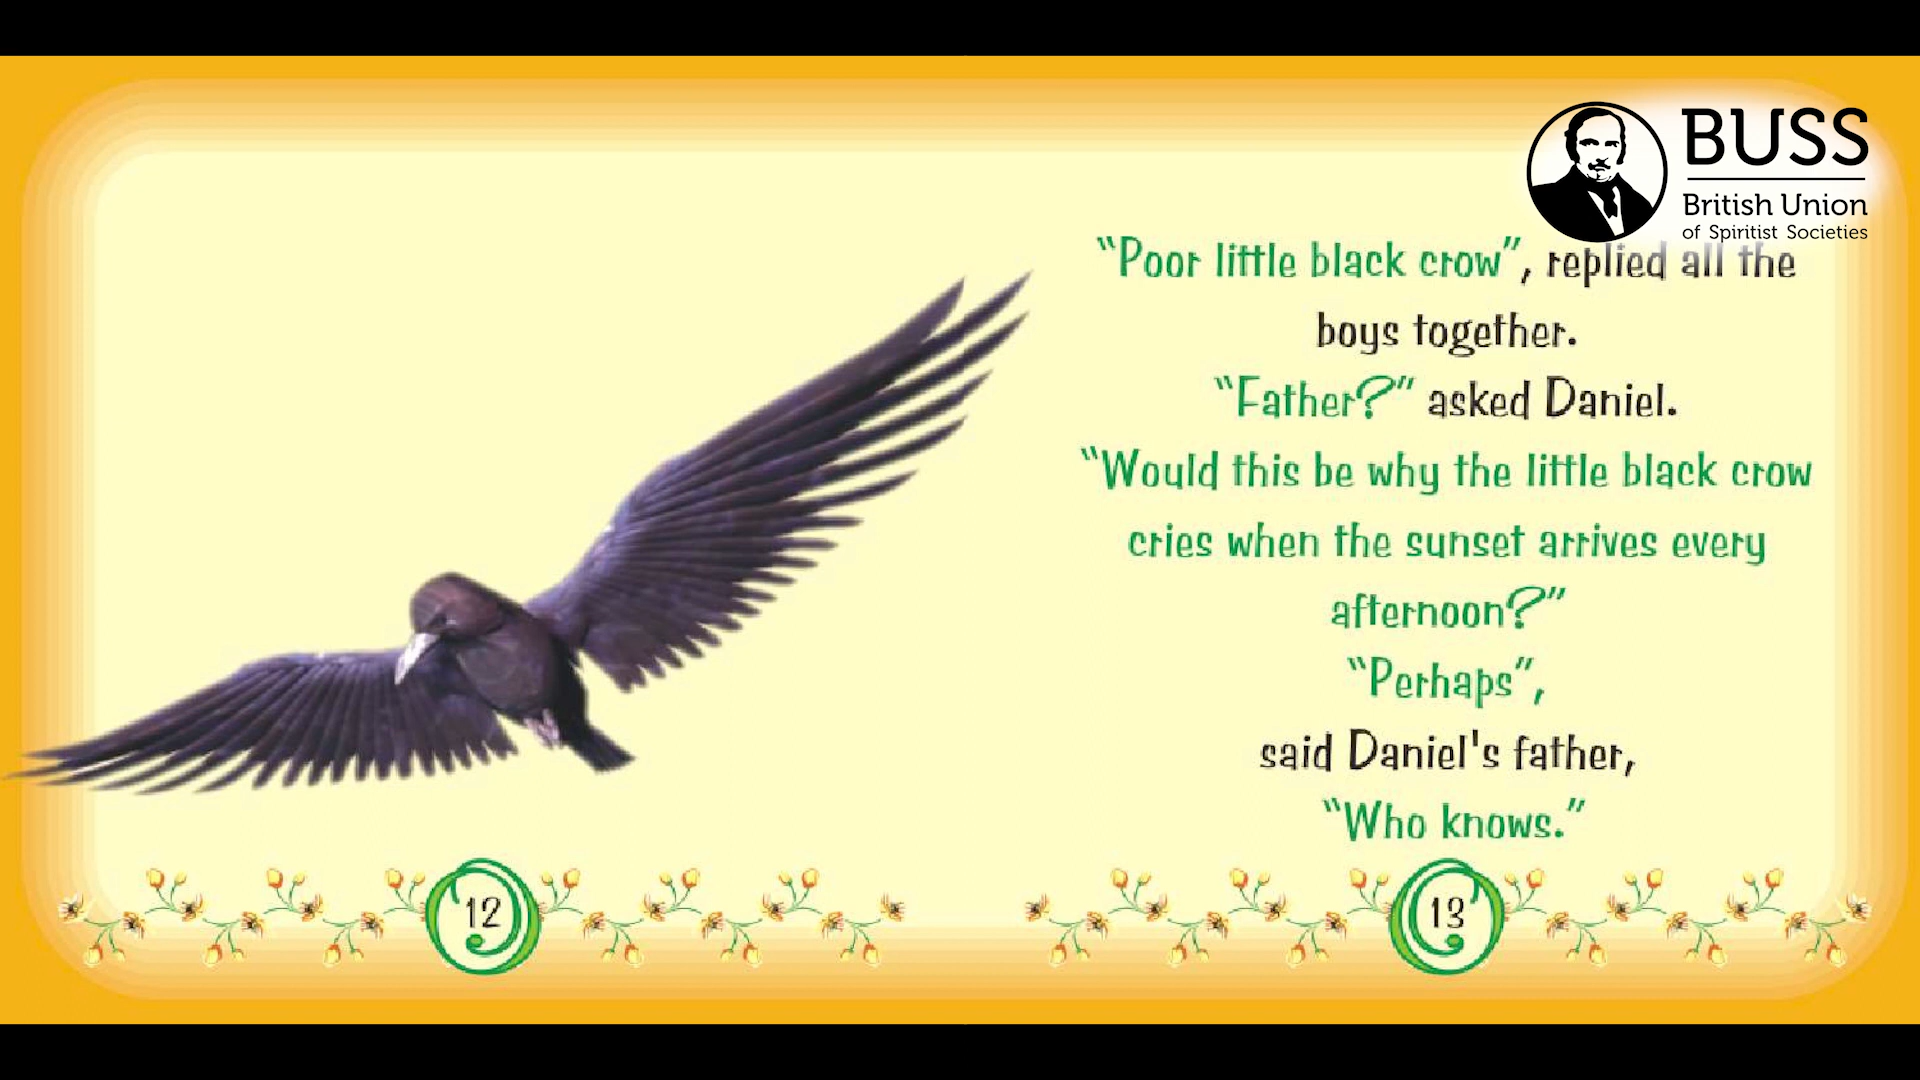 BUSS
British Union
of Spiritist Societies
“Poor little black crow”, replied all the
boys together.
“Father?” asked Daniel.
“Would this be why the little black crow
cries when the sunset arrives every
afternoon?”
“Perhaps”,
said Daniel's father,
“Who knows.”
12
13